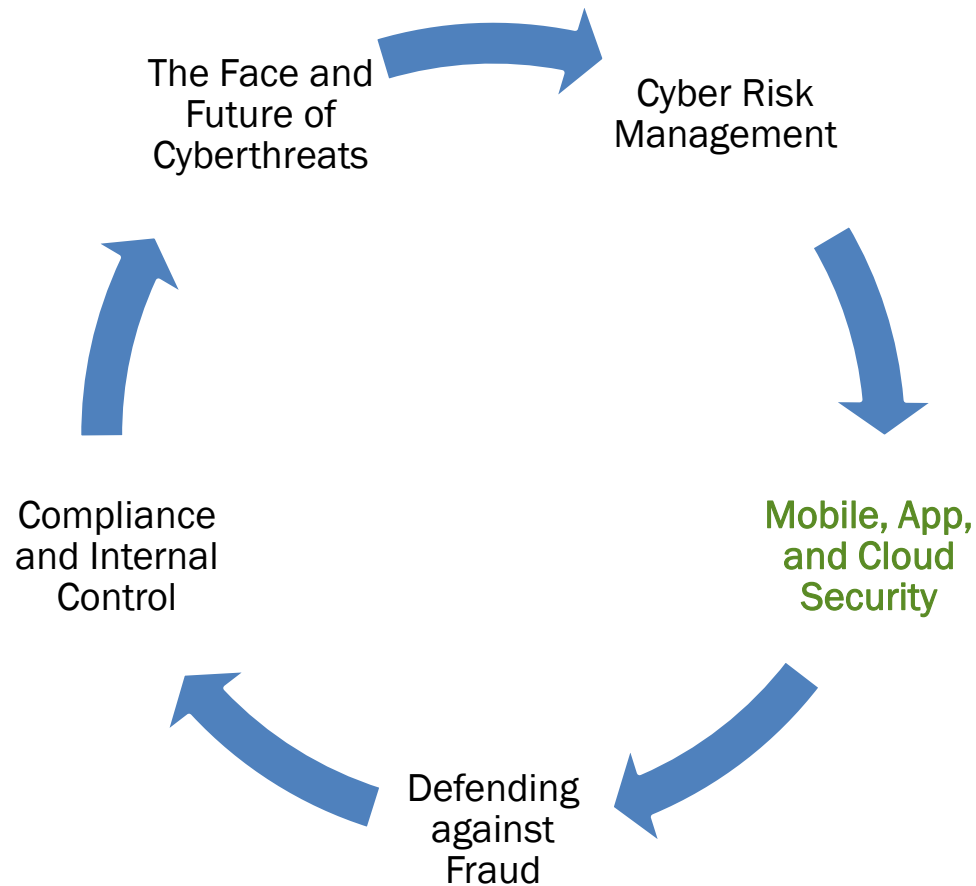 The Face and
Future of
Cyberthreats
Cyber Risk
Management
Mobile, App,
and Cloud
Security
Defending
against
Fraud
Compliance
and Internal
Control